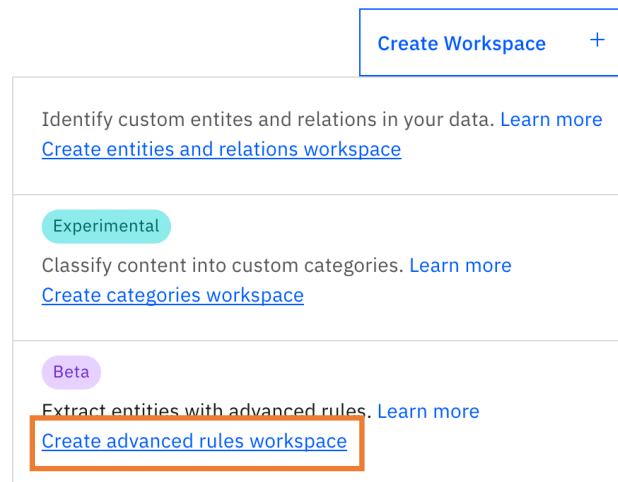 Create Workspace +
Identify custom entites and relations in your data. Learn more
Create entities and relations workspace
Experimental
Classify content into custom categories. Learn more
Create categories workspace
Beta
Extract entities with advanced rules. Learn more
Create advanced rules workspace